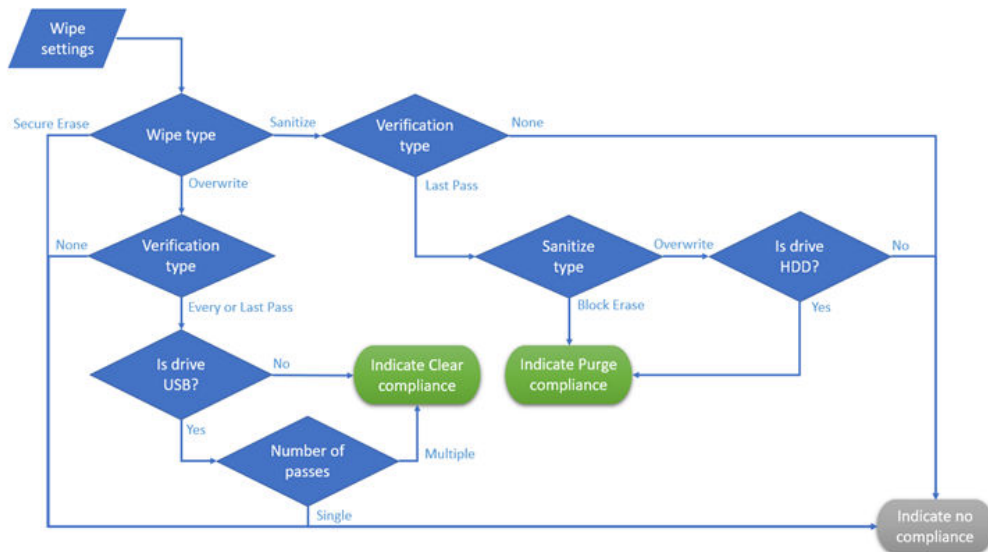 Wipe
settings
Secure Erase
Wipe type
Sanitize
Verification
type
None
Overwrite
Last Pass
None
Verification
type
Sanitize
type
Overwrite
Is drive
HDD?
No
Every or Last Pass
Block Erase
Yes
Is drive
USB?
No
Indicate Clear
compliance
Indicate Purge
compliance
Yes
Number of
passes
Multiple
Single
Indicate no
compliance